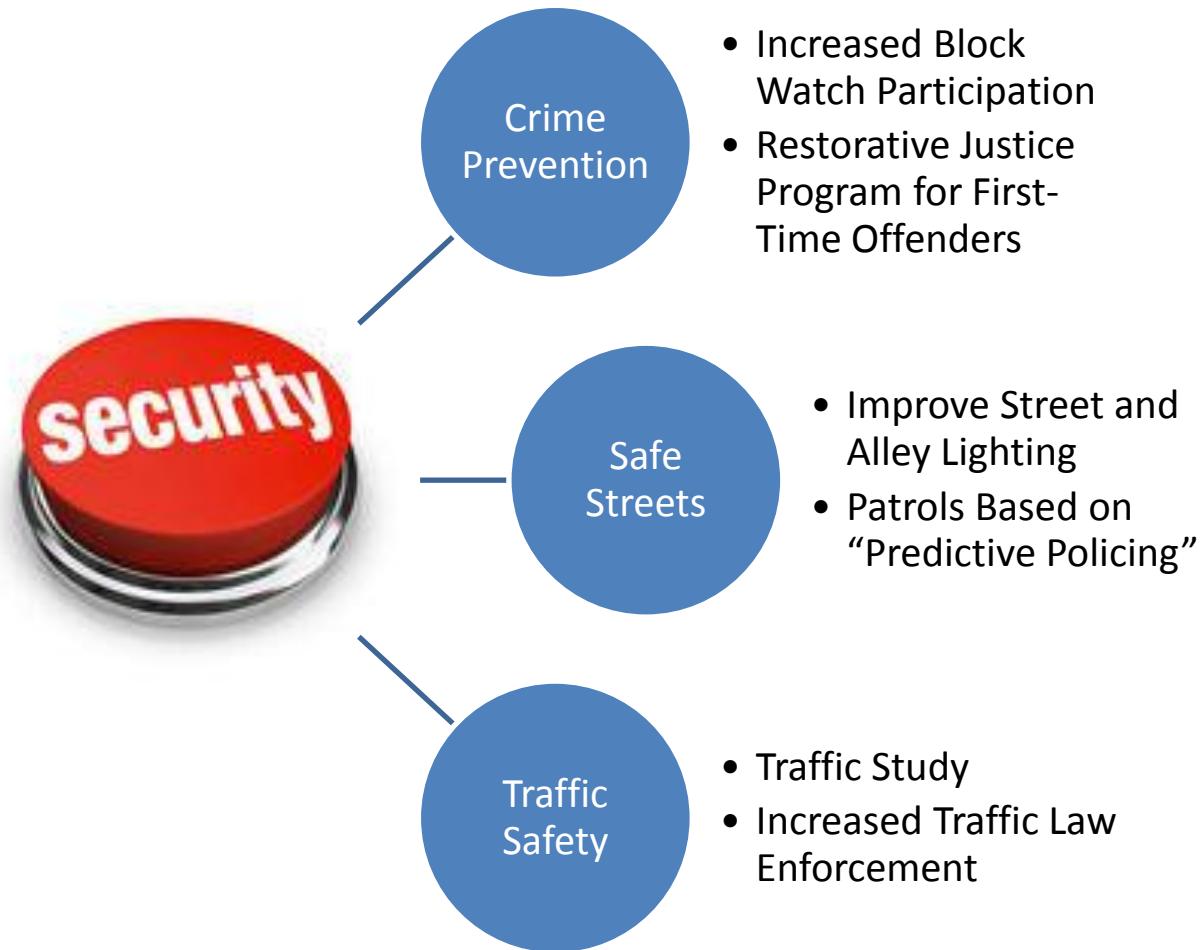 security
Crime
Prevention
• Increased Block
Watch Participation
• Restorative Justice
Program for First-
Time Offenders
Safe
Streets
• Improve Street and
Alley Lighting
• Patrols Based on
“Predictive Policing”
Traffic
Safety
• Traffic Study
• Increased Traffic Law
Enforcement